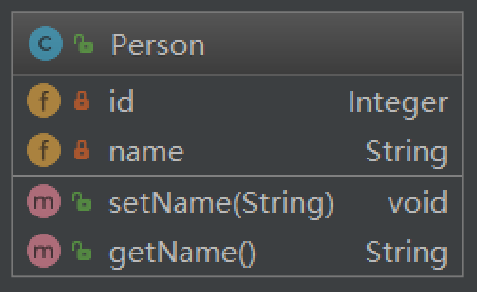 C Person
f id Integer
f name String
m setName(String) void
m getName() String